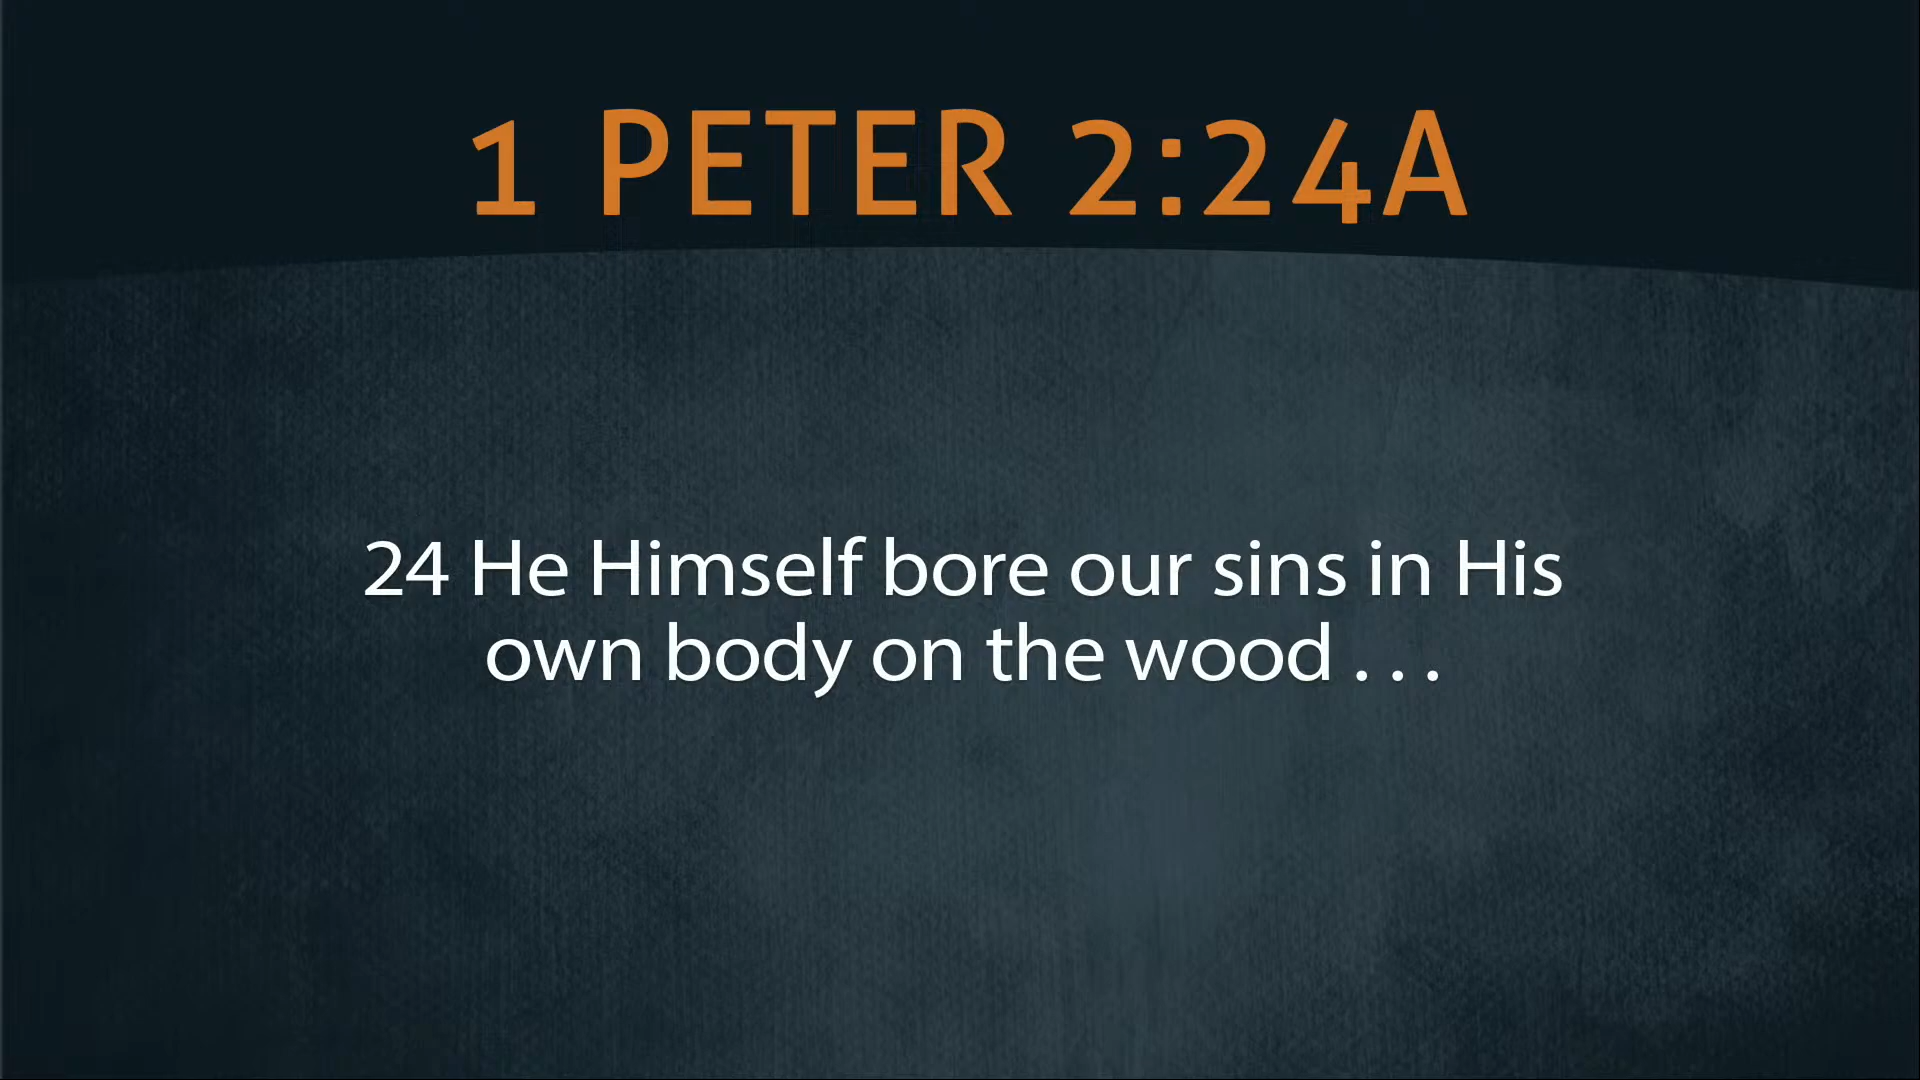 1 PETER 2:24A
24 He Himself bore our sins in His
own body on the wood . . .